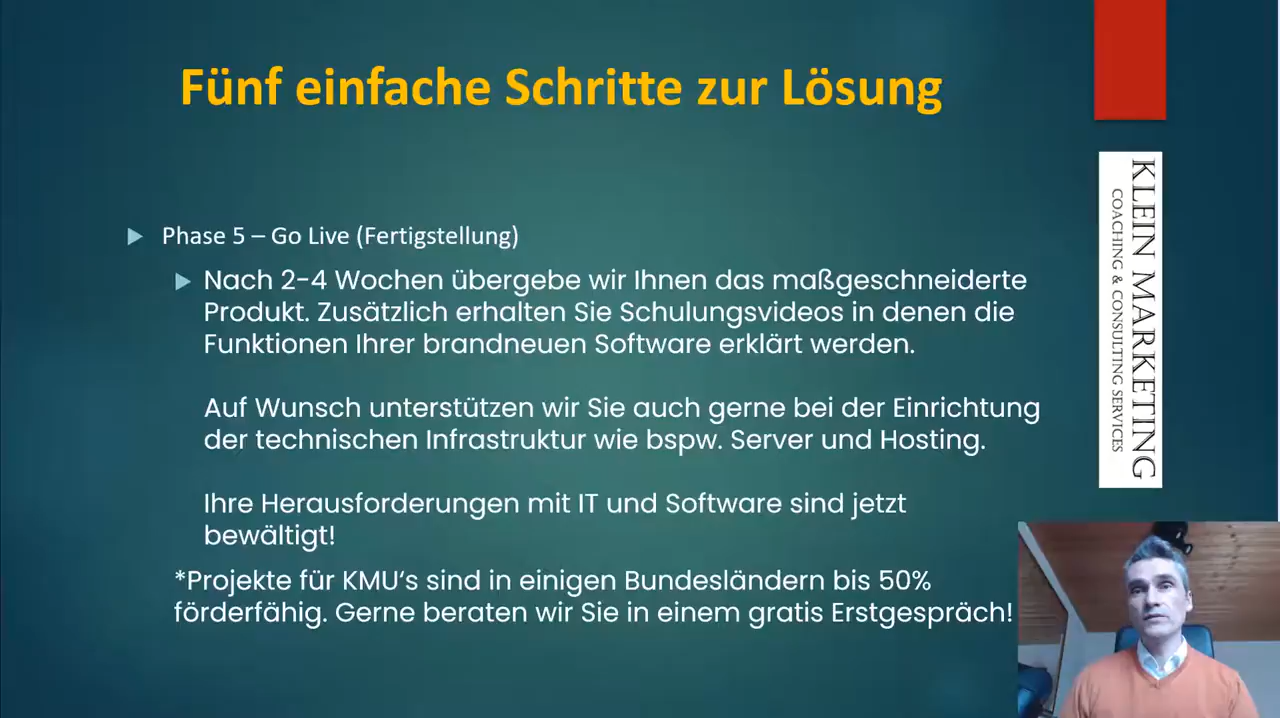 Fünf einfache Schritte zur Lösung
Phase 5 – Go Live (Fertigstellung)
Nach 2-4 Wochen übergebe wir Ihnen das maßgeschneiderte
Produkt. Zusätzlich erhalten Sie Schulungsvideos in denen die
Funktionen Ihrer brandneuen Software erklärt werden.
Auf Wunsch unterstützen wir Sie auch gerne bei der Einrichtung
der technischen Infrastruktur wie bspw. Server und Hosting.
Ihre Herausforderungen mit IT und Software sind jetzt
bewältigt!
*Projekte für KMU‘s sind in einigen Bundesländern bis 50%
förderfähig. Gerne beraten wir Sie in einem gratis Erstgespräch!
KLEIN MARKETING
COACHING & CONSULTING SERVICES